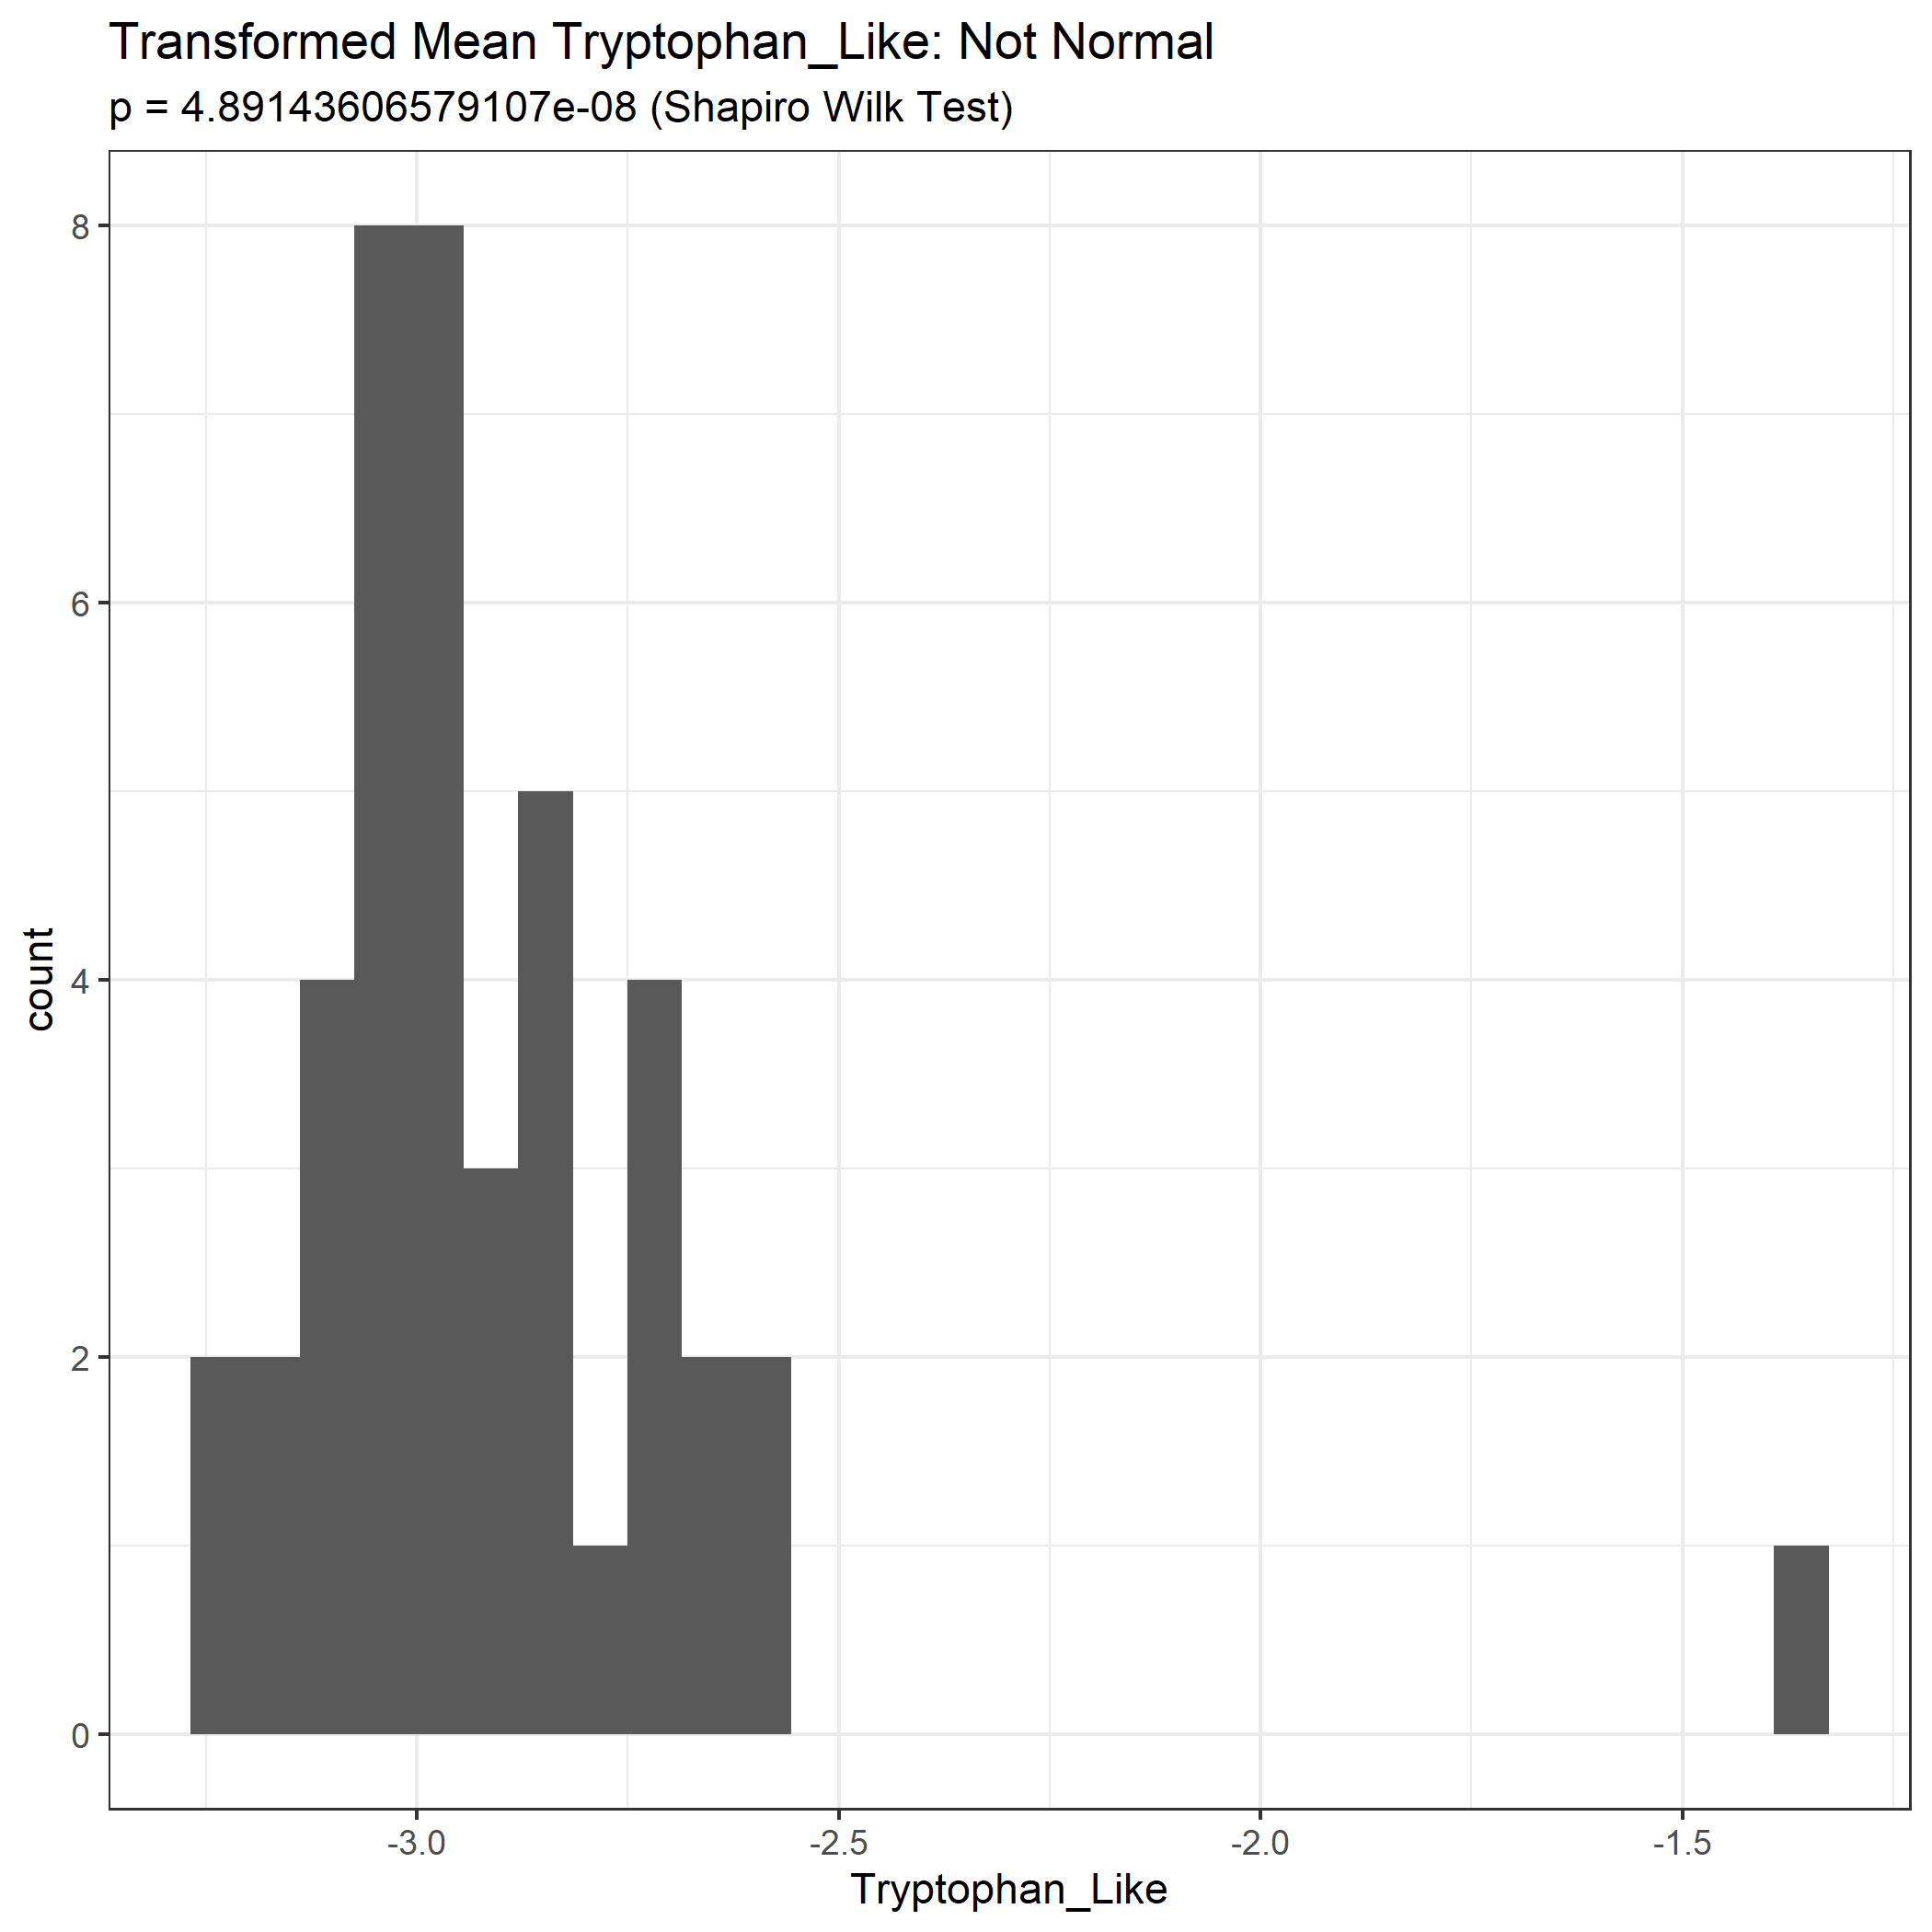 Transformed Mean Tryptophan_Like: Not Normal
p = 4.89143606579107e-08 (Shapiro Wilk Test)
8
6
4
2
0
count
-3.0 -2.5 -2.0 -1.5
Tryptophan_Like